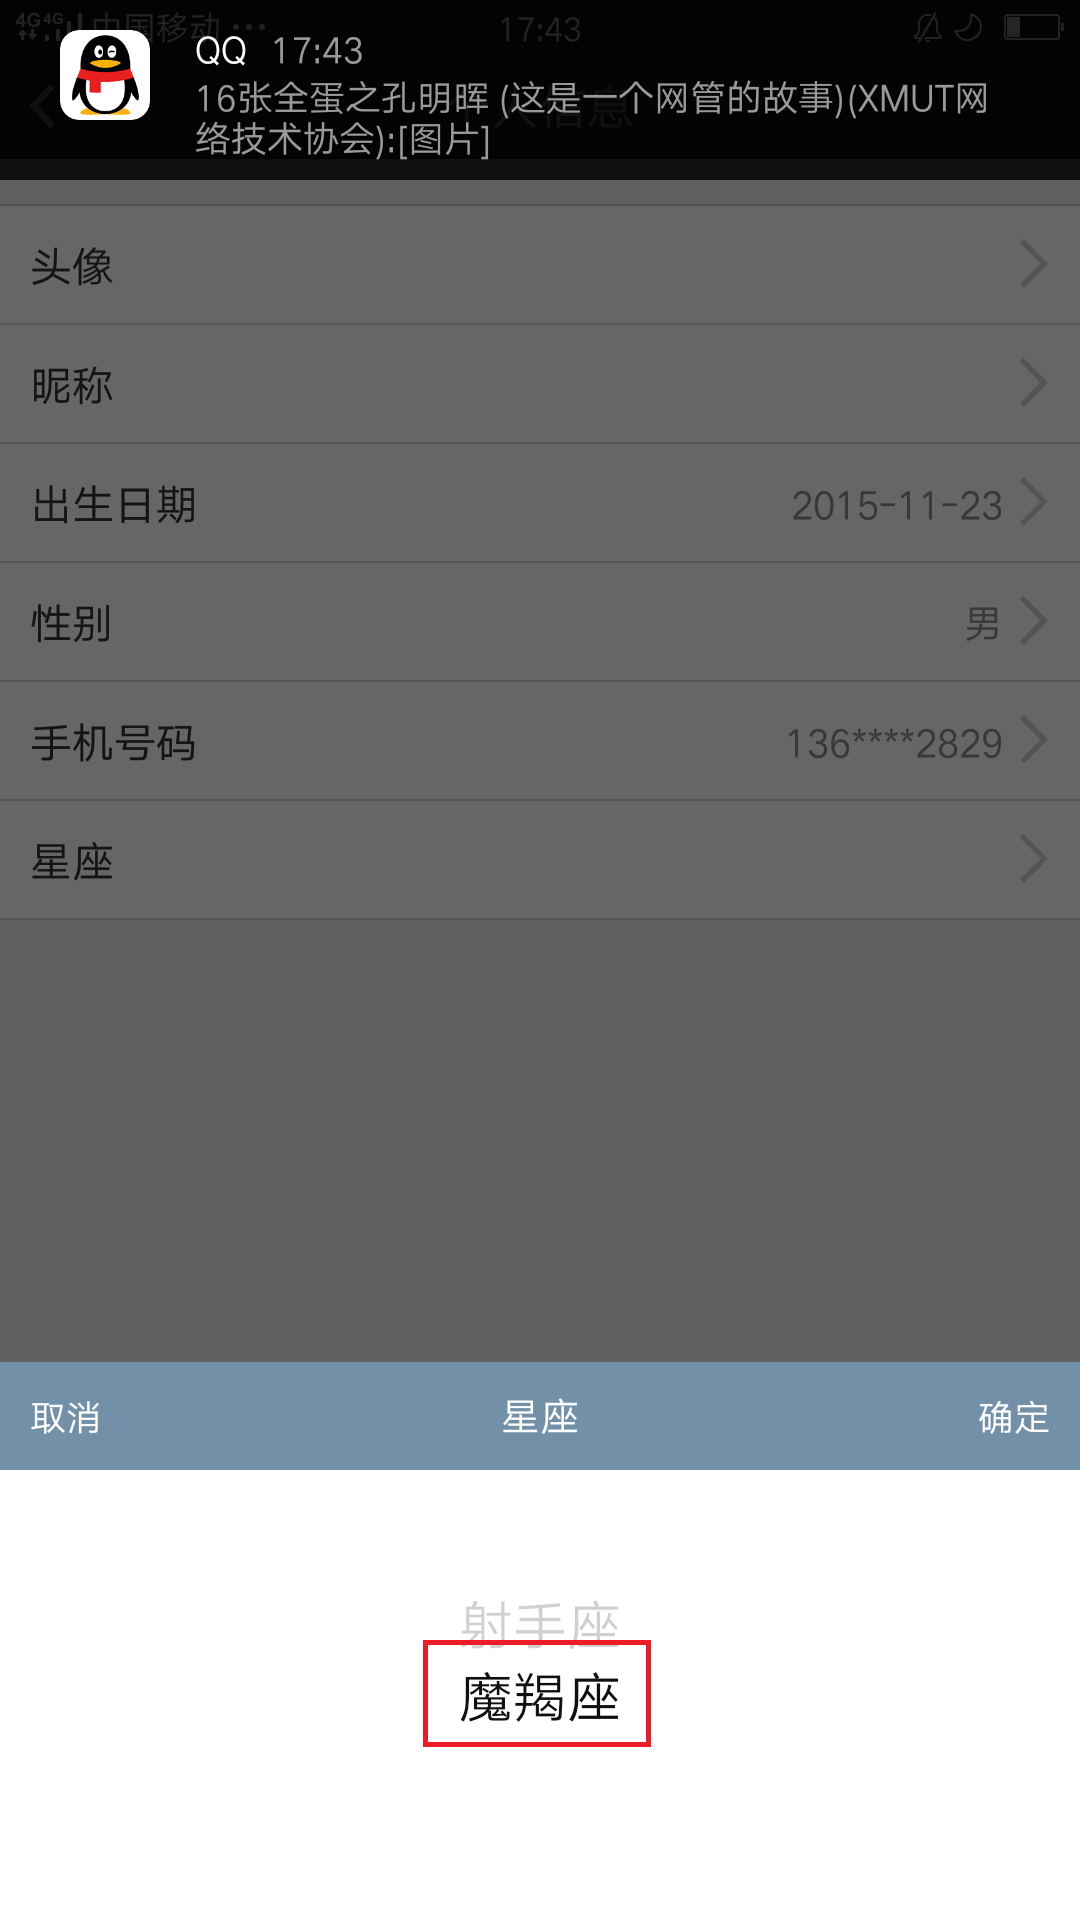 4G 4G 中国移动 ··· 17:43
QQ 17:43
16张全蛋之孔明晖 (这是一个网管的故事)(XMUT网
络技术协会):[图片]
头像
昵称
出生日期 2015-11-23
性别 男
手机号码 136****2829
星座
取消 星座 确定
射手座
魔羯座